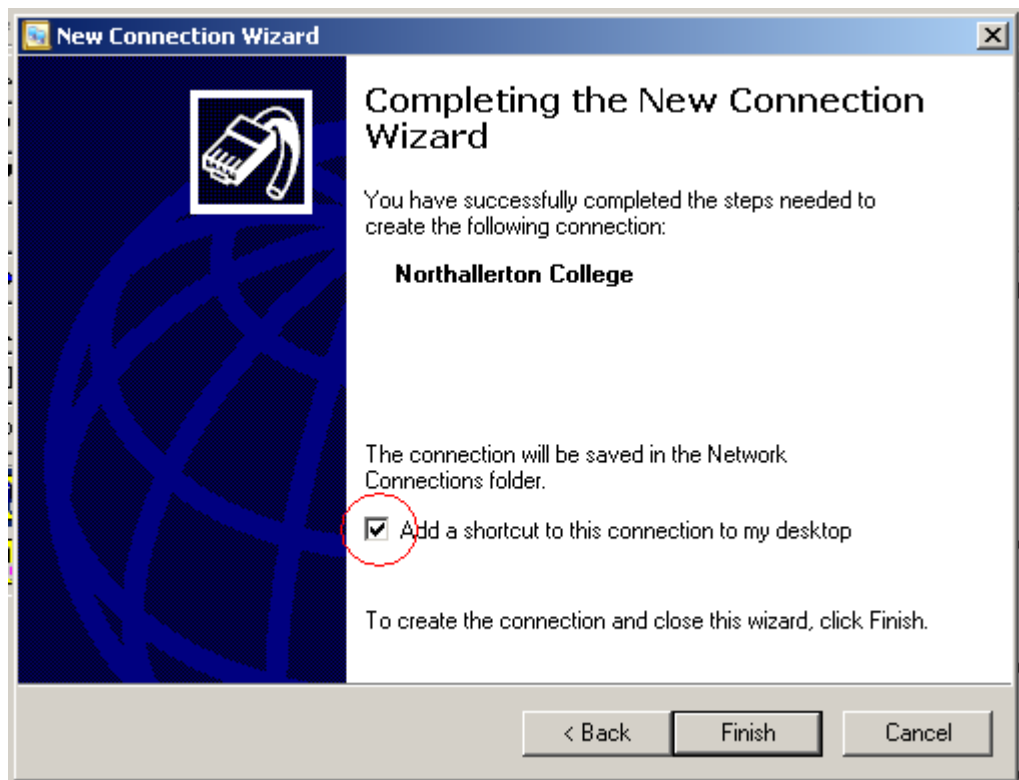 New Connection Wizard
Completing the New Connection
Wizard
You have successfully completed the steps needed to
create the following connection:
Northallerton College
The connection will be saved in the Network
Connections folder.
Add a shortcut to this connection to my desktop
To create the connection and close this wizard, click Finish.
< Back
Finish
Cancel